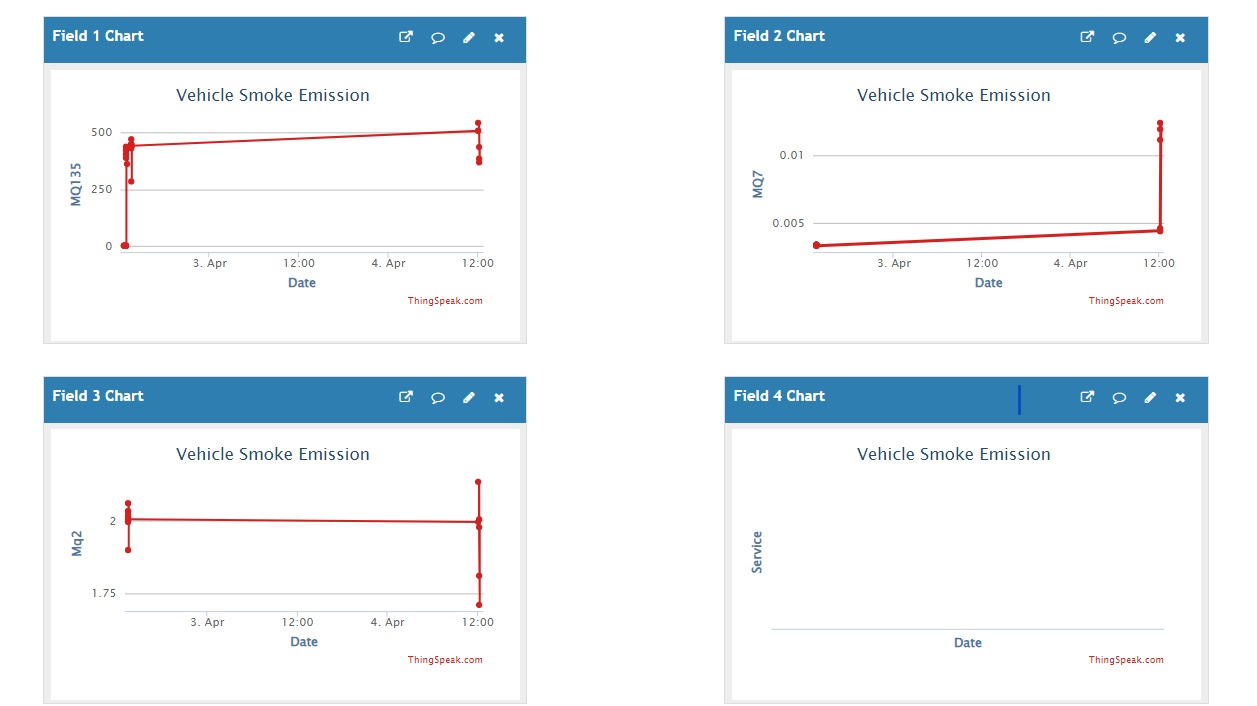 Field 1 Chart
Vehicle Smoke Emission
500
250
0
MQ135
3. Apr 12:00 4. Apr 12:00
Date
ThingSpeak.com
Field 2 Chart
Vehicle Smoke Emission
0.01
0.005
MQ7
3. Apr 12:00 4. Apr 12:00
Date
ThingSpeak.com
Field 3 Chart
Vehicle Smoke Emission
2
1.75
Mq2
3. Apr 12:00 4. Apr 12:00
Date
ThingSpeak.com
Field 4 Chart
Vehicle Smoke Emission
Service
Date
ThingSpeak.com